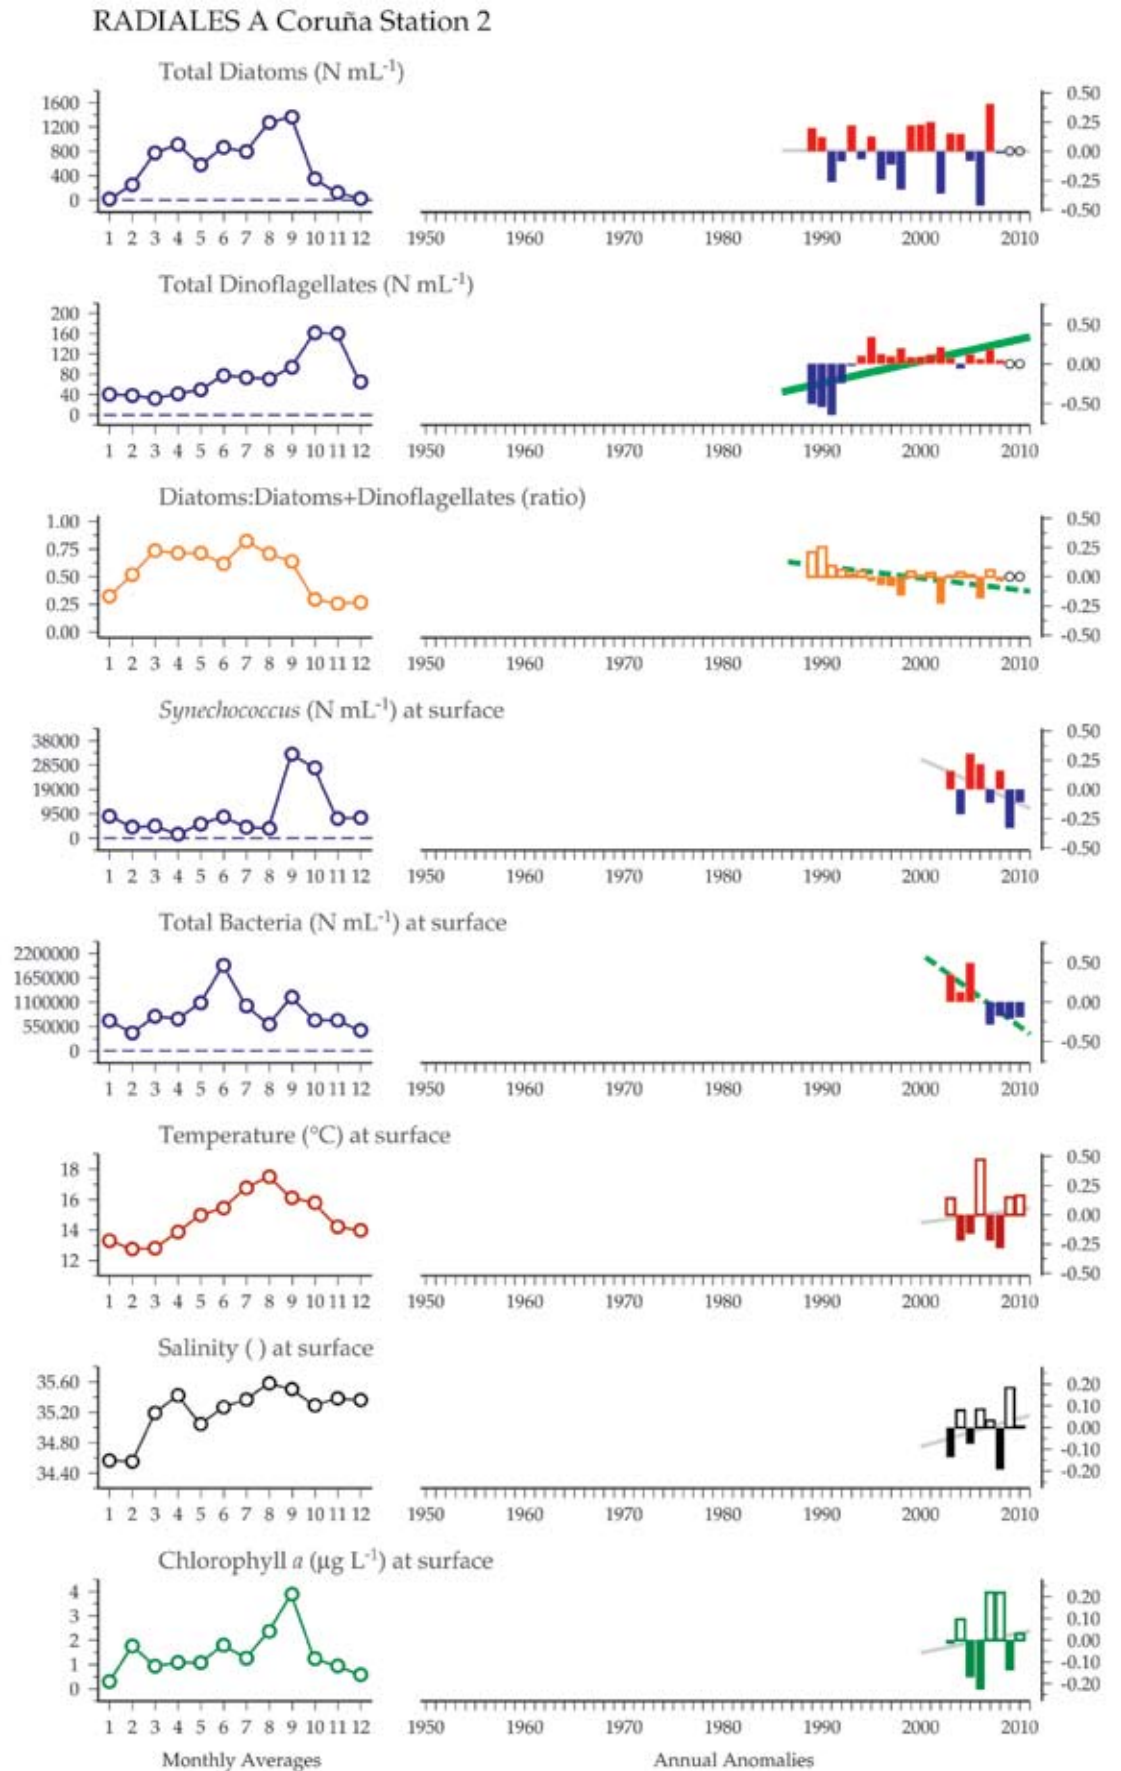 RADIALES A Coruña Station 2
Total Diatoms (N mL⁻¹)
1600
1200
800
400
0
0.50
0.25
0.00
-0.25
-0.50
1 2 3 4 5 6 7 8 9 10 11 12
1950 1960 1970 1980 1990 2000 2010
Total Dinoflagellates (N mL⁻¹)
200
160
120
80
40
0
0.50
0.00
-0.50
1 2 3 4 5 6 7 8 9 10 11 12
1950 1960 1970 1980 1990 2000 2010
Diatoms:Diatoms+Dinoflagellates (ratio)
1.00
0.75
0.50
0.25
0.00
0.50
0.25
0.00
-0.25
-0.50
1 2 3 4 5 6 7 8 9 10 11 12
1950 1960 1970 1980 1990 2000 2010
Synechococcus (N mL⁻¹) at surface
38000
28500
19000
9500
0
0.50
0.25
0.00
-0.25
-0.50
1 2 3 4 5 6 7 8 9 10 11 12
1950 1960 1970 1980 1990 2000 2010
Total Bacteria (N mL⁻¹) at surface
2200000
1650000
1100000
550000
0
0.50
0.00
-0.50
1 2 3 4 5 6 7 8 9 10 11 12
1950 1960 1970 1980 1990 2000 2010
Temperature (°C) at surface
18
16
14
12
0.50
0.25
0.00
-0.25
-0.50
1 2 3 4 5 6 7 8 9 10 11 12
1950 1960 1970 1980 1990 2000 2010
Salinity ( ) at surface
35.60
35.20
34.80
34.40
0.20
0.10
0.00
-0.10
-0.20
1 2 3 4 5 6 7 8 9 10 11 12
1950 1960 1970 1980 1990 2000 2010
Chlorophyll a (µg L⁻¹) at surface
4
3
2
1
0
0.20
0.10
0.00
-0.10
-0.20
1 2 3 4 5 6 7 8 9 10 11 12
1950 1960 1970 1980 1990 2000 2010
Monthly Averages
Annual Anomalies